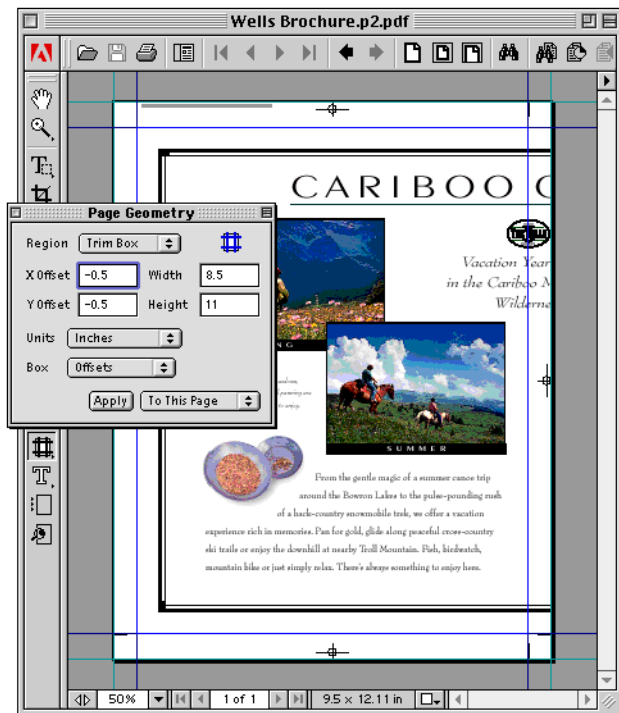 Wells Brochure.p2.pdf
CARIBOO
Page Geometry
Region Trim Box
X Offset -0.5 Width 8.5
Y Offset -0.5 Height 11
Units Inches
Box Offsets
Apply To This Page
Vacation Year
in the Cariboo M
Wilderne
SUMMER
From the gentle magic of a summer canoe trip
around the Bowron Lakes to the pulse-pounding rush
of a back-country snowmobile trek, we offer a vacation
experience rich in memories. Pan for gold, glide along peaceful cross-country
ski trails or enjoy the downhill at nearby Troll Mountain. Fish, birdwatch,
mountain bike or just simply relax. There's always something to enjoy here.
50% 1 of 1 9.5 x 12.11 in